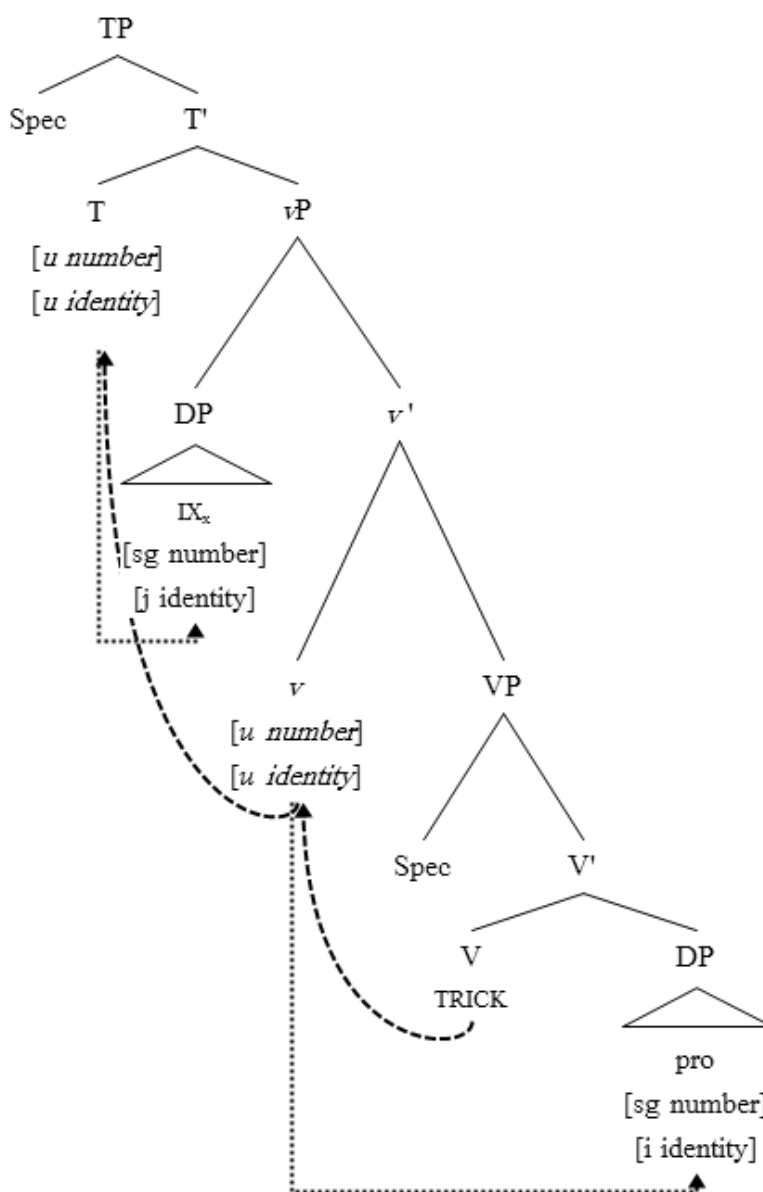 TP
Spec T'
T vP
[u number]
[u identity]
DP v'
IXx
[sg number]
[j identity]
v VP
[u number]
[u identity]
Spec V'
V DP
TRICK
pro
[sg number]
[i identity]